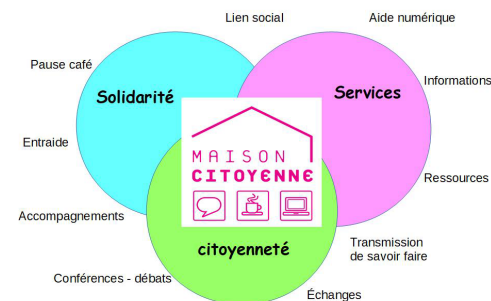 Lien social
Aide numérique
Pause café
Solidarité
Services
Informations
Entraide
MAISON
CITOYENNE
Ressources
Accompagnements
citoyenneté
Transmission
de savoir faire
Conférences - débats
Échanges